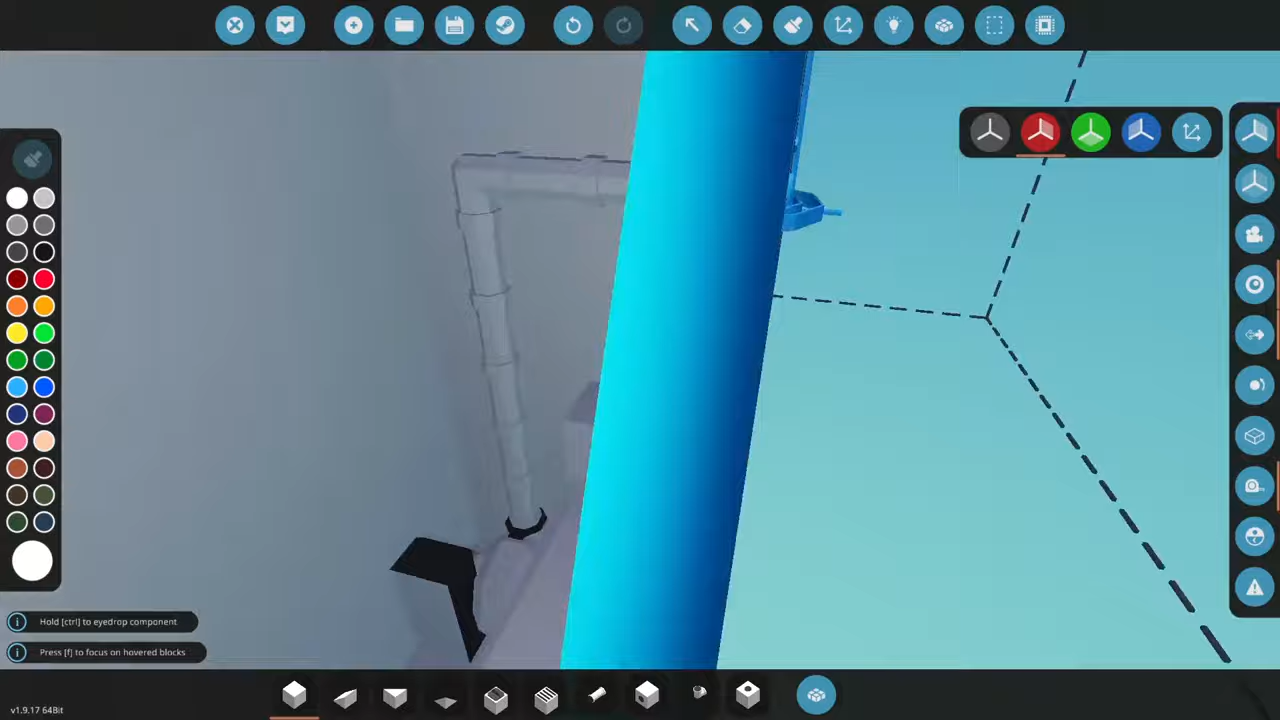 Hold [ctrl] to eyedrop component
Press [f] to focus on hovered blocks
v1.9.17 64Bit